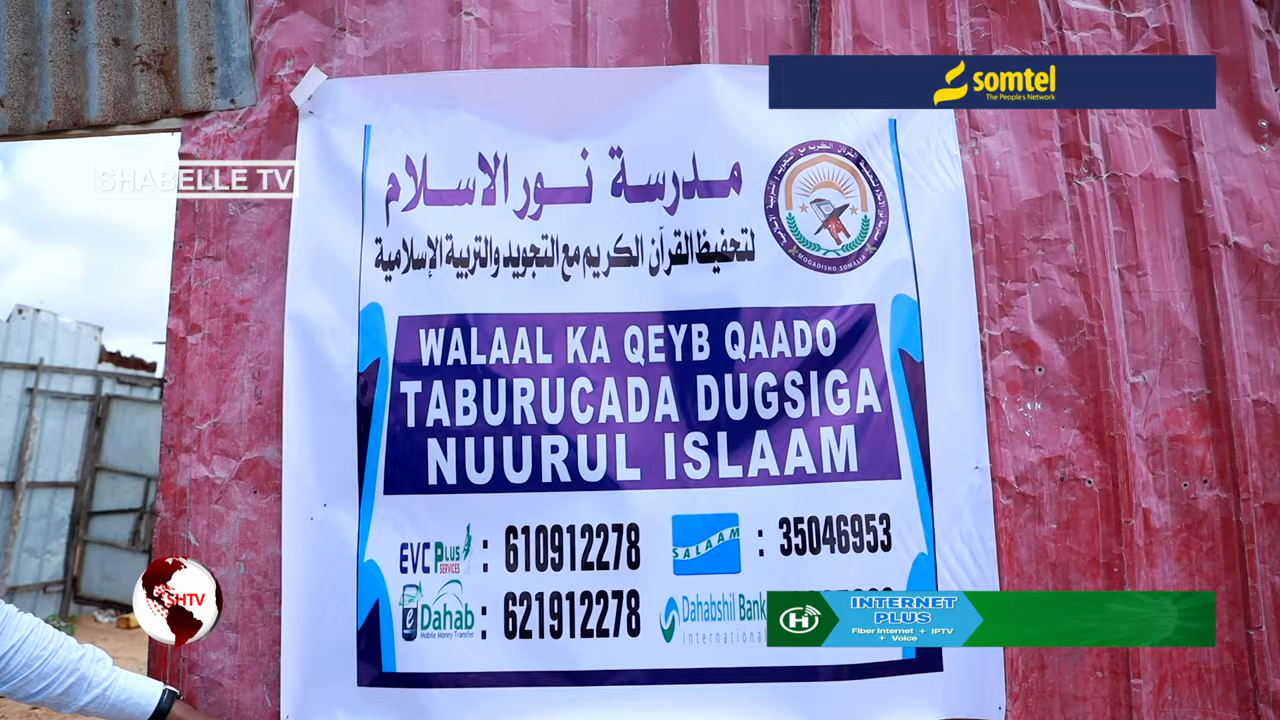 somtel
The People's Network
SHABELLE TV
مدرسة نور الاسلام
لتحفيظ القرآن الكريم مع التجويد والتربية الإسلامية
MOGADISHO-SOMALIA
WALAAL KA QEYB QAADO
TABURUCADA DUGSIGA
NUURUL ISLAAM
EVC PLUS SERVICES : 610912278
SALAAM : 35046953
eDahab : 621912278
Mobile Money Transfer
Dahabshil Bank
International
SHTV
H
INTERNET
PLUS
Fiber Internet + IPTV
+ Voice